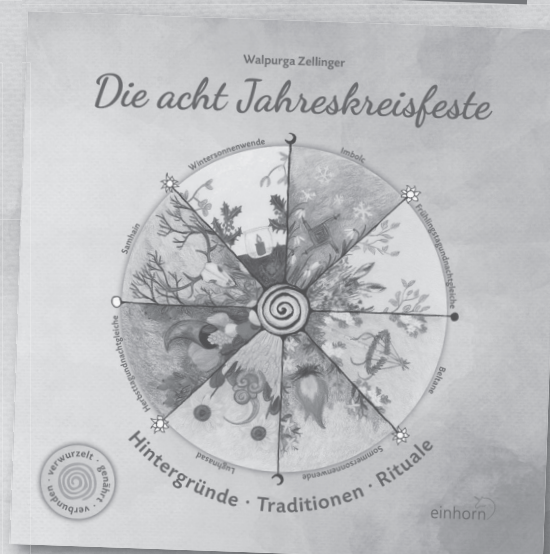 Walpurga Zellinger
Die acht Jahreskreisfeste
Wintersonnenwende
Imbolc
Frühlingstagundnachtgleiche
Beltane
Sommersonnenwende
Lughnasad
Herbsttagundnachtgleiche
Samhain
Hintergründe · Traditionen · Rituale
verwurzelt · genährt · verbunden ·
einhorn